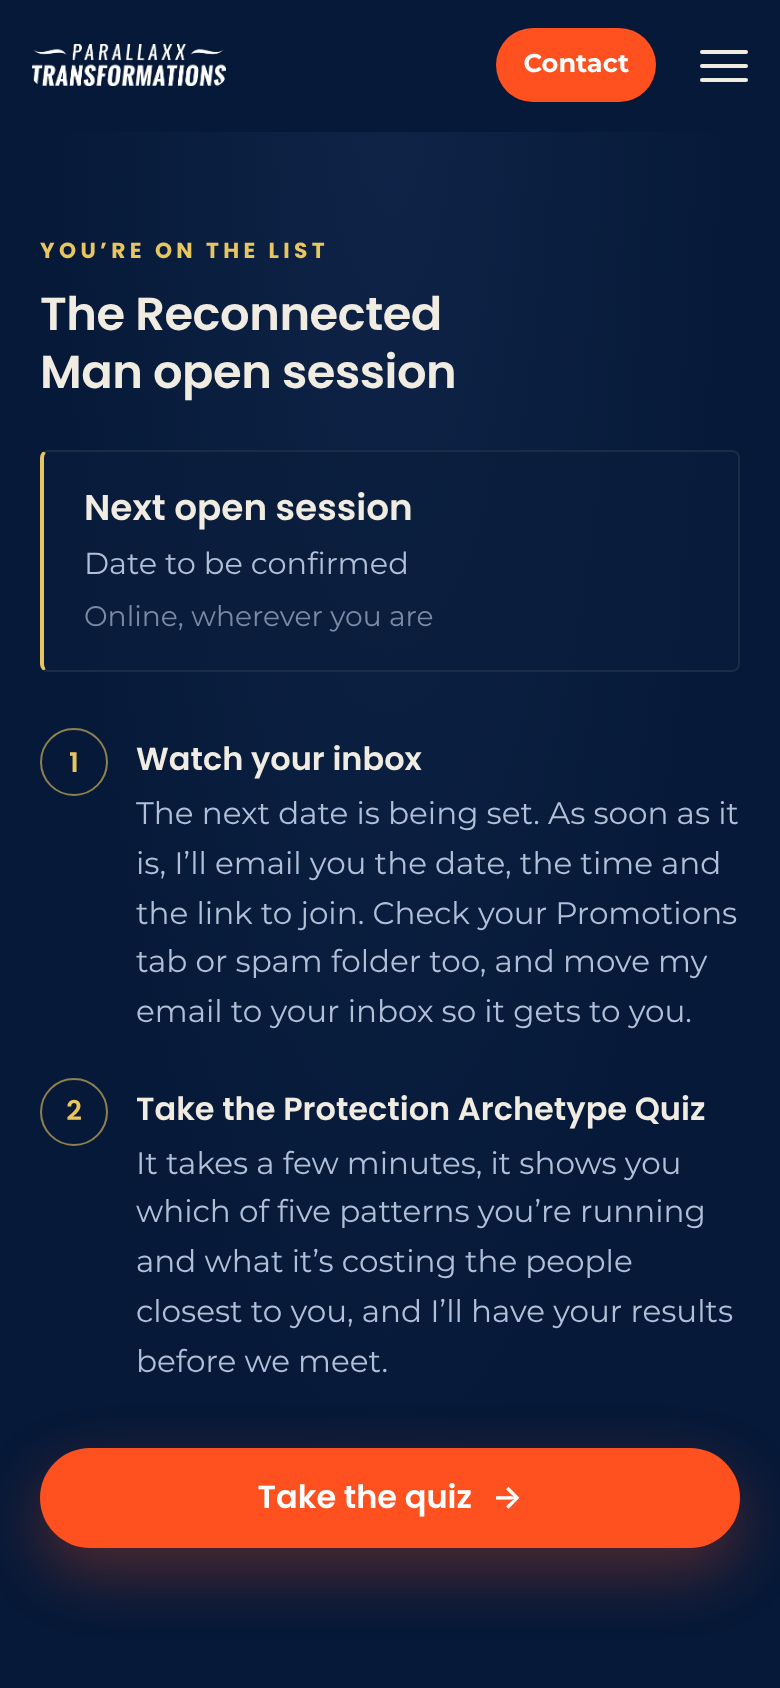 PARALLAXX
TRANSFORMATIONS
Contact
YOU’RE ON THE LIST
The Reconnected
Man open session
Next open session
Date to be confirmed
Online, wherever you are
1
Watch your inbox
The next date is being set. As soon as it
is, I’ll email you the date, the time and
the link to join. Check your Promotions
tab or spam folder too, and move my
email to your inbox so it gets to you.
2
Take the Protection Archetype Quiz
It takes a few minutes, it shows you
which of five patterns you’re running
and what it’s costing the people
closest to you, and I’ll have your results
before we meet.
Take the quiz →